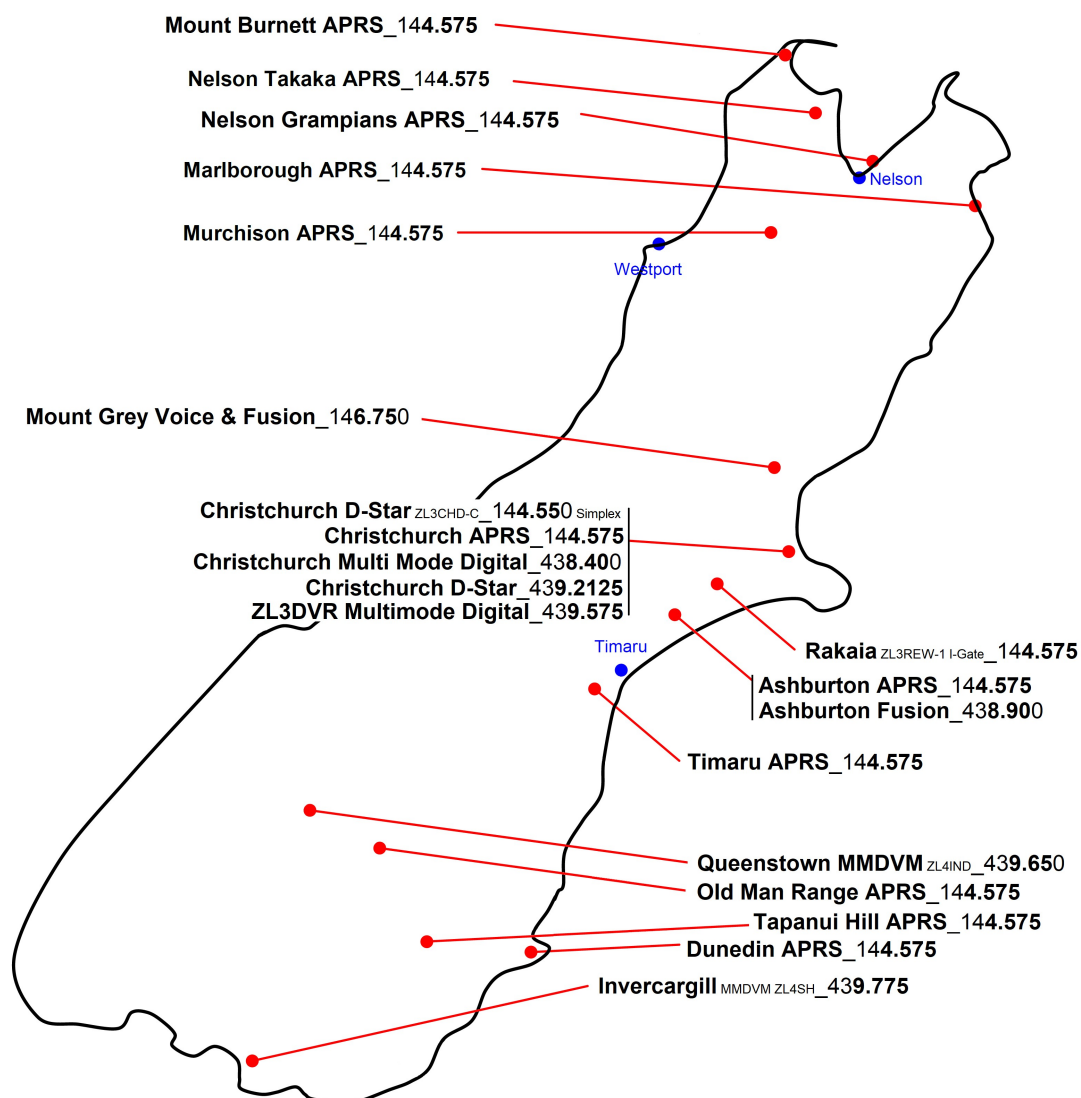 Mount Burnett APRS_144.575
Nelson Takaka APRS_144.575
Nelson Grampians APRS_144.575
Marlborough APRS_144.575
Nelson
Murchison APRS_144.575
Westport
Mount Grey Voice & Fusion_146.750
Christchurch D-Star ZL3CHD-C_144.550 Simplex
Christchurch APRS_144.575
Christchurch Multi Mode Digital_438.400
Christchurch D-Star_439.2125
ZL3DVR Multimode Digital_439.575
Timaru
Rakaia ZL3REW-1 I-Gate_144.575
Ashburton APRS_144.575
Ashburton Fusion_438.900
Timaru APRS_144.575
Queenstown MMDVM ZL4IND_439.650
Old Man Range APRS_144.575
Tapanui Hill APRS_144.575
Dunedin APRS_144.575
Invercargill MMDVM ZL4SH_439.775